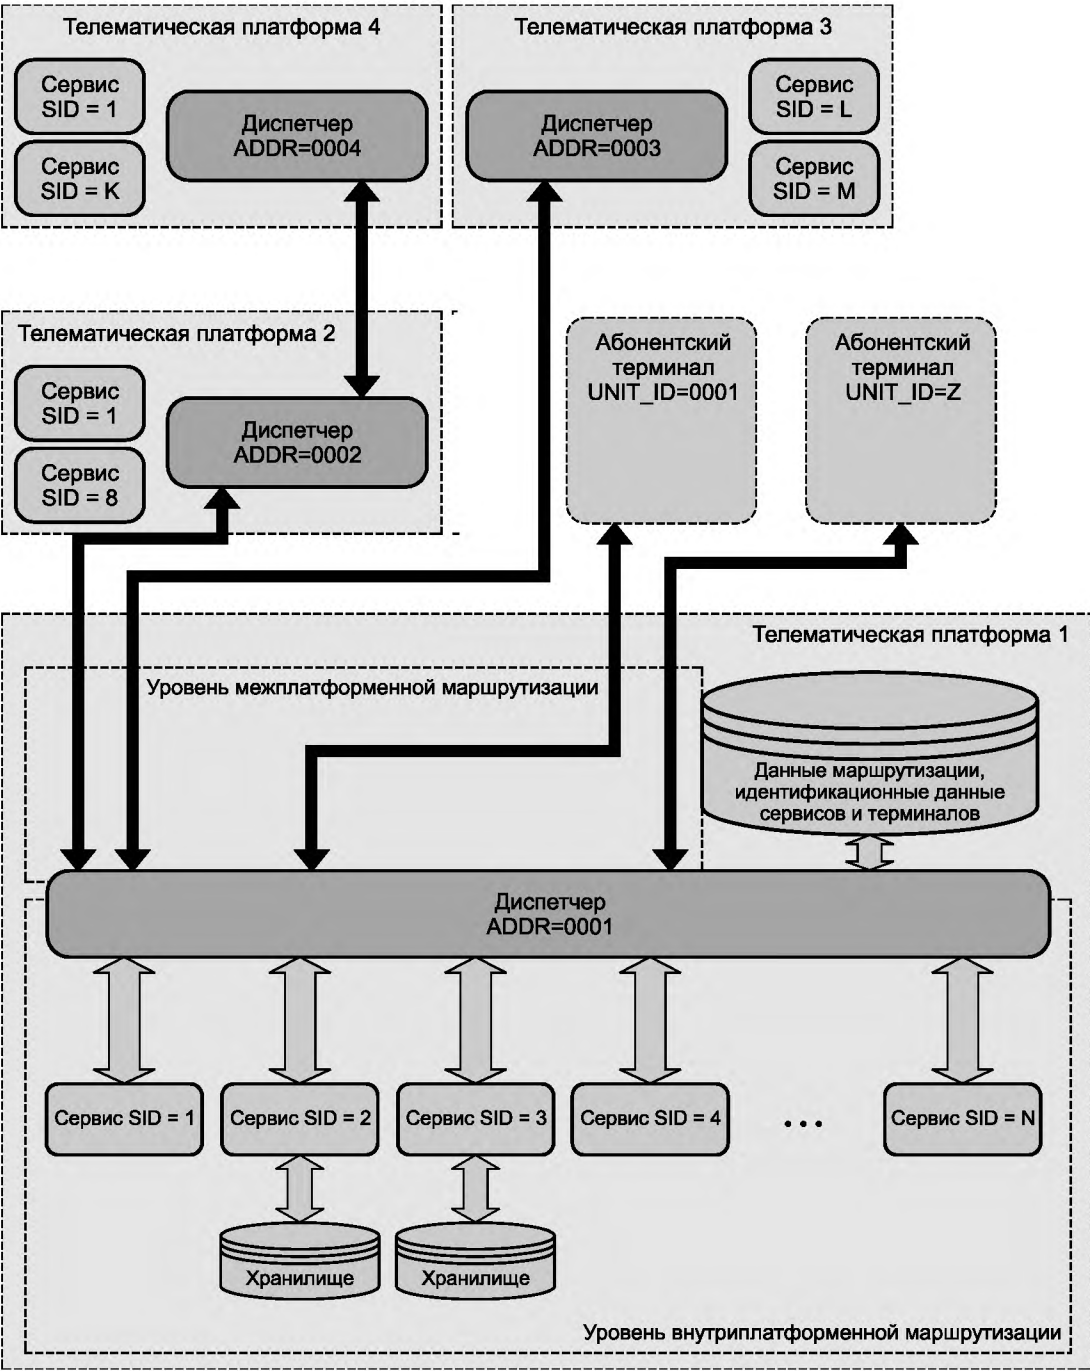 Телематическая платформа 4
Сервис
SID = 1
Сервис
SID = K
Диспетчер
ADDR=0004
Телематическая платформа 3
Диспетчер
ADDR=0003
Сервис
SID = L
Сервис
SID = M
Телематическая платформа 2
Сервис
SID = 1
Сервис
SID = 8
Диспетчер
ADDR=0002
Абонентский
терминал
UNIT_ID=0001
Абонентский
терминал
UNIT_ID=Z
Телематическая платформа 1
Уровень межплатформенной маршрутизации
Данные маршрутизации,
идентификационные данные
сервисов и терминалов
Диспетчер
ADDR=0001
Сервис SID = 1
Сервис SID = 2
Сервис SID = 3
Сервис SID = 4
...
Сервис SID = N
Хранилище
Хранилище
Уровень внутриплатформенной маршрутизации